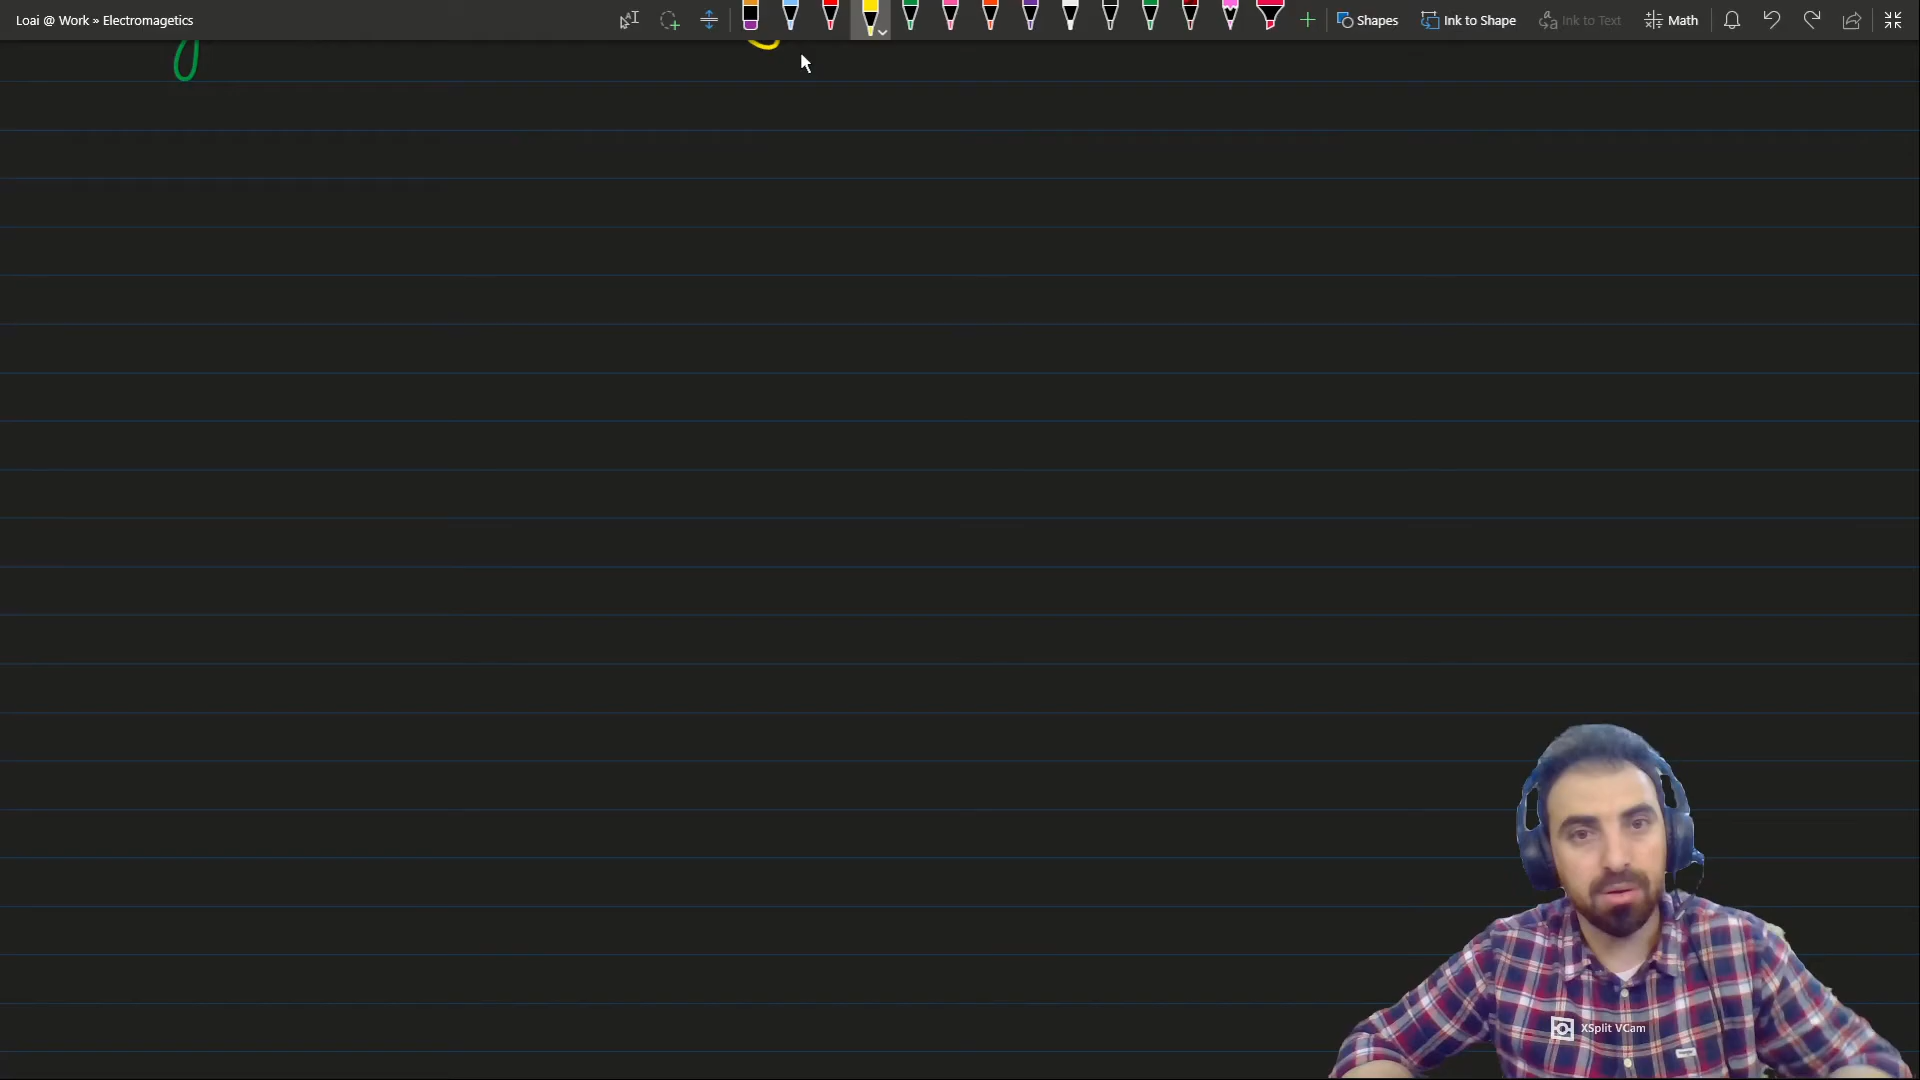 Loai @ Work » Electromagetics
Shapes
Ink to Shape
Ink to Text
Math
XSplit VCam